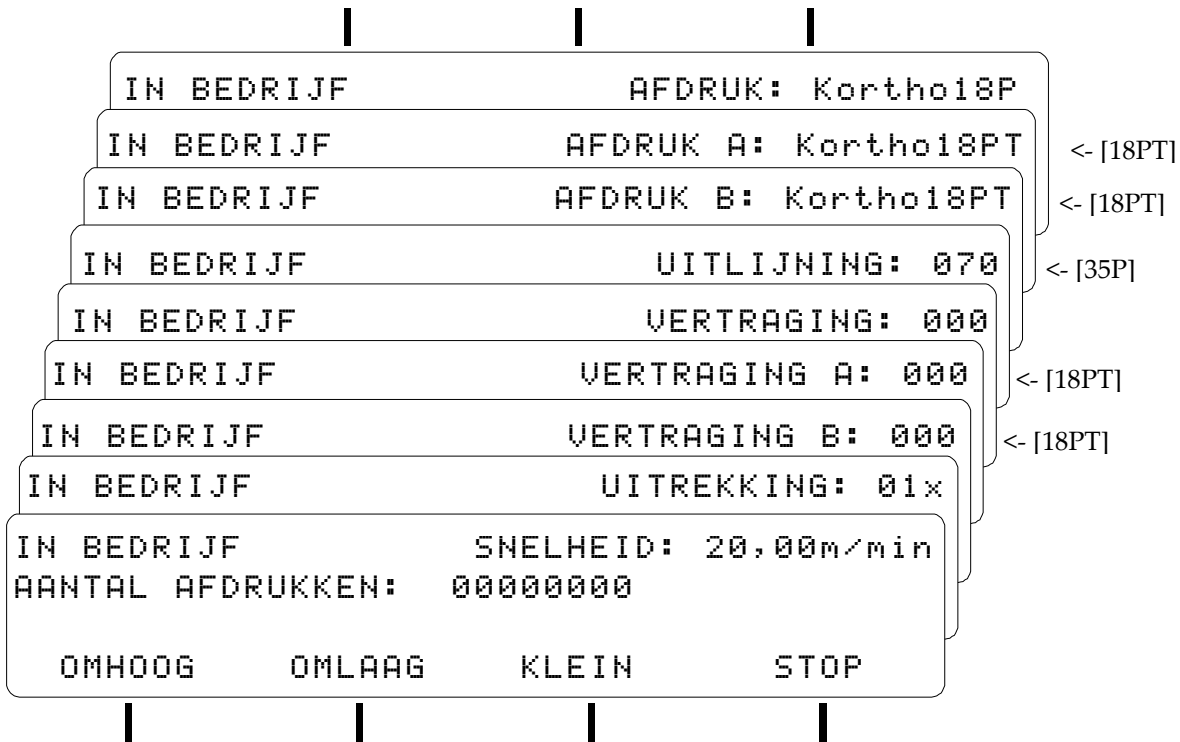 IN BEDRIJF AFDRUK: Kortho18P
IN BEDRIJF AFDRUK A: Kortho18PT <- [18PT]
IN BEDRIJF AFDRUK B: Kortho18PT <- [18PT]
IN BEDRIJF UITLIJNING: 070 <- [35P]
IN BEDRIJF VERTRAGING: 000
IN BEDRIJF VERTRAGING A: 000 <- [18PT]
IN BEDRIJF VERTRAGING B: 000 <- [18PT]
IN BEDRIJF UITREKKING: 01x
IN BEDRIJF SNELHEID: 20,00m/min
AANTAL AFDRUKKEN: 00000000
OMHOOG OMLAAG KLEIN STOP